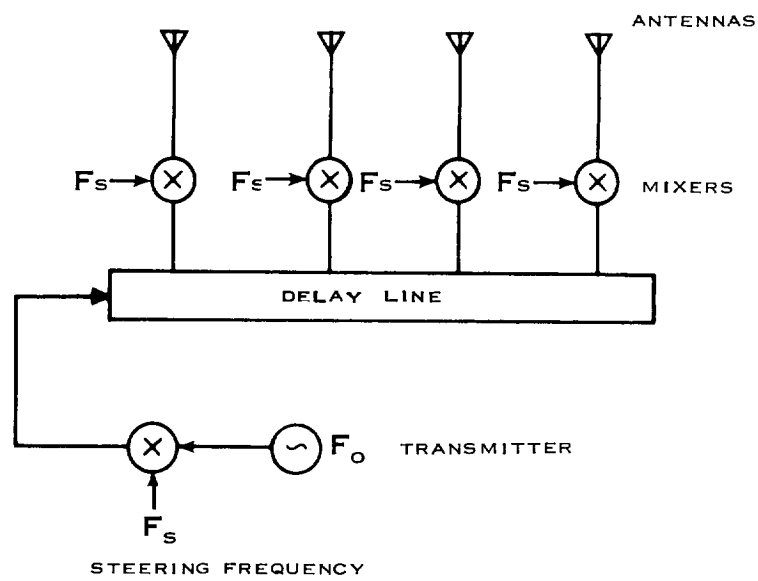 ANTENNAS
Fs Fs Fs Fs MIXERS
DELAY LINE
Fo TRANSMITTER
Fs
STEERING FREQUENCY